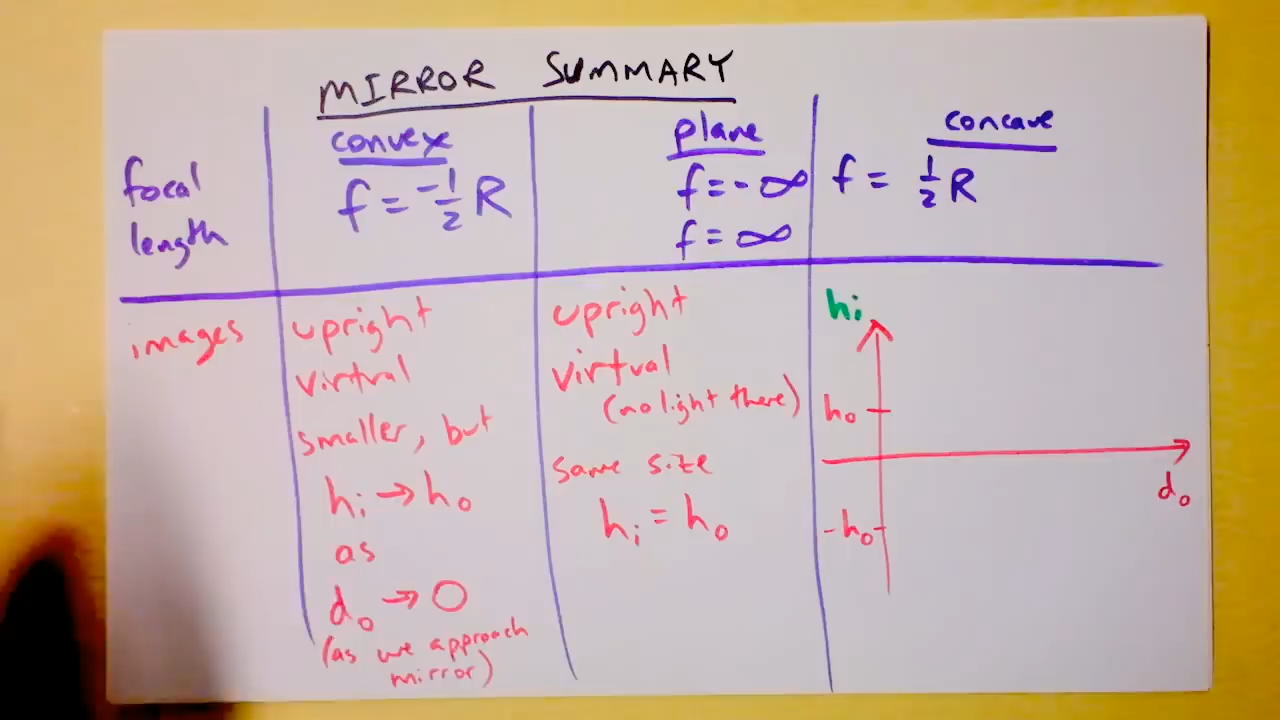 MIRROR SUMMARY
convex
plane
concave
focal
length
f = -1/2 R
f = -∞
f = ∞
f = 1/2 R
images
upright
virtual
smaller, but
hi → ho
as
do → 0
(as we approach
mirror)
upright
virtual
(no light there)
same size
hi = ho
hi
ho
do
-ho